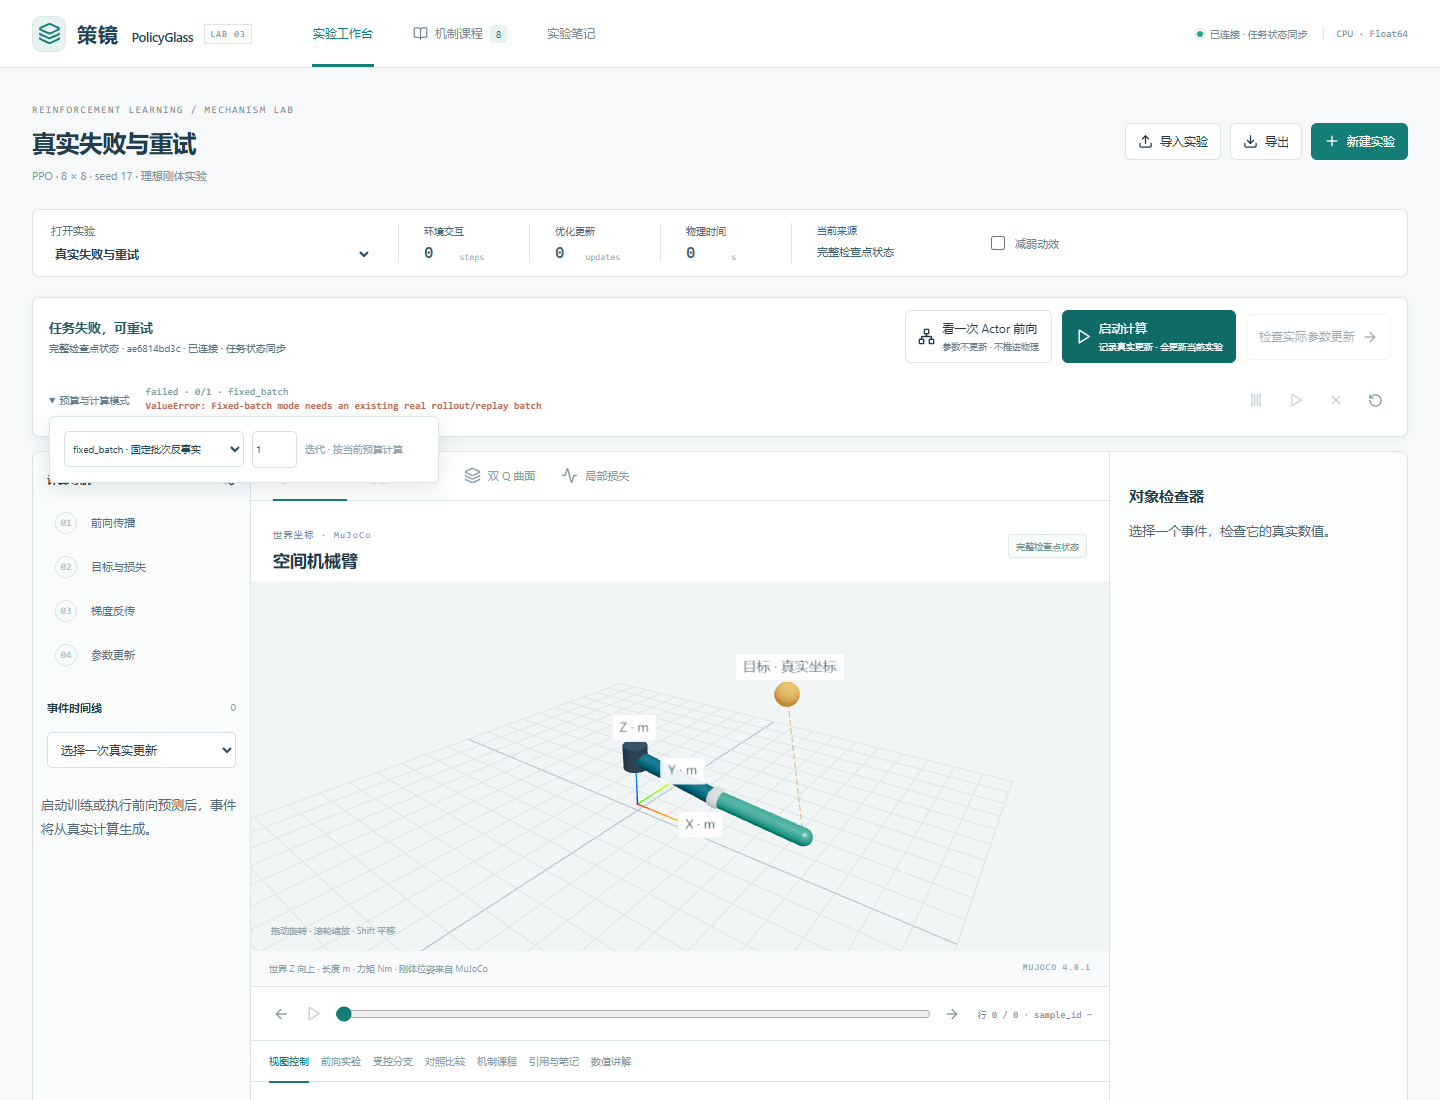 策镜 PolicyGlass LAB 03
实验工作台
机制课程 8
实验笔记
已连接 · 任务状态同步
CPU · Float64
REINFORCEMENT LEARNING / MECHANISM LAB
真实失败与重试
PPO · 8 × 8 · seed 17 · 理想刚体实验
导入实验
导出
新建实验
打开实验
真实失败与重试
环境交互
0 steps
优化更新
0 updates
物理时间
0 s
当前来源
完整检查点状态
减弱动效
任务失败，可重试
完整检查点状态 · ae6814bd3c · 已连接 · 任务状态同步
看一次 Actor 前向
参数不更新 · 不推进物理
启动计算
记录真实更新 · 会更新当前实验
检查实际参数更新
预算与计算模式
failed · 0/1 · fixed_batch
ValueError: Fixed-batch mode needs an existing real rollout/replay batch
fixed_batch · 固定批次反事实
1
迭代 · 按当前预算计算
双 Q 曲面
局部损失
01 前向传播
02 目标与损失
03 梯度反传
04 参数更新
事件时间线 0
选择一次真实更新
启动训练或执行前向预测后，事件
将从真实计算生成。
世界坐标 · MuJoCo
空间机械臂
完整检查点状态
目标 · 真实坐标
Z · m
Y · m
X · m
拖动旋转 · 滚轮缩放 · Shift 平移
世界 Z 向上 · 长度 m · 力矩 Nm · 刚体位姿来自 MuJoCo
MUJOCO 4.0.1
行 0 / 0 · sample_id —
视图控制
前向实验
受控分支
对照比较
机制课程
引用与笔记
数值讲解
对象检查器
选择一个事件，检查它的真实数值。